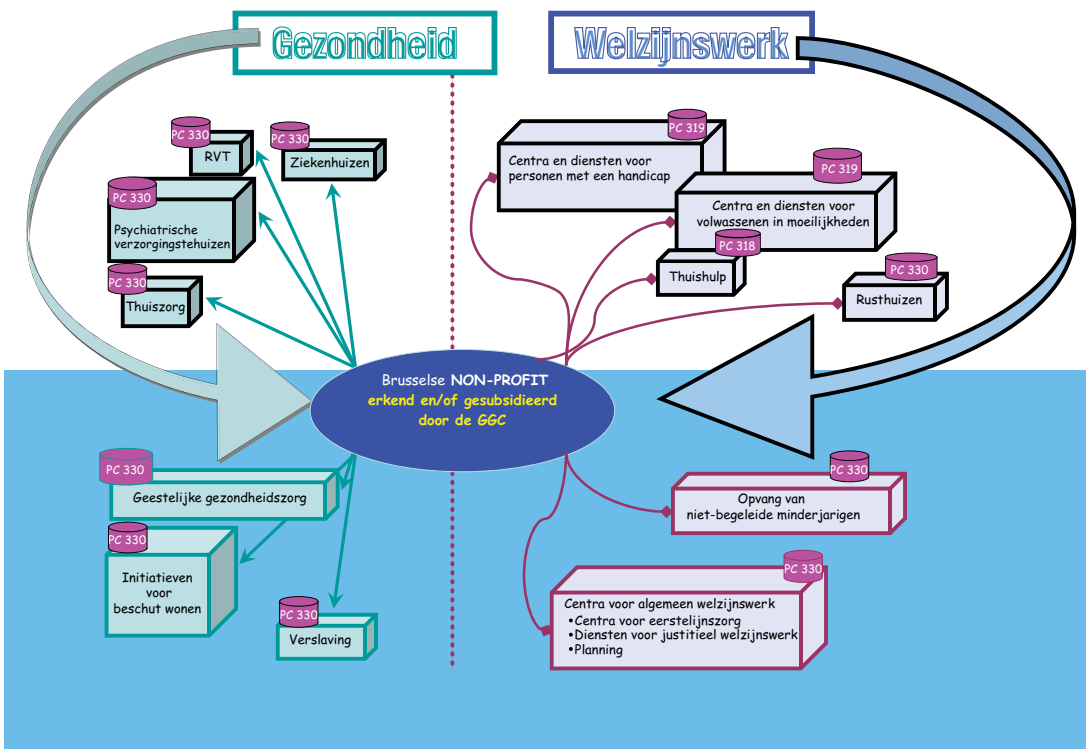 Gezondheid
Welzijnswerk
PC 330
RVT
PC 330
Ziekenhuizen
PC 330
Psychiatrische
verzorgingstehuizen
PC 330
Thuiszorg
PC 319
Centra en diensten voor
personen met een handicap
PC 319
Centra en diensten voor
volwassenen in moeilijkheden
PC 318
Thuishulp
PC 330
Rusthuizen
Brusselse NON-PROFIT
erkend en/of gesubsidieerd
door de GGC
PC 330
Geestelijke gezondheidszorg
PC 330
Initiatieven
voor
beschut wonen
PC 330
Verslaving
PC 330
Opvang van
niet-begeleide minderjarigen
PC 330
Centra voor algemeen welzijnswerk
•Centra voor eerstelijnszorg
•Diensten voor justitieel welzijnswerk
•Planning